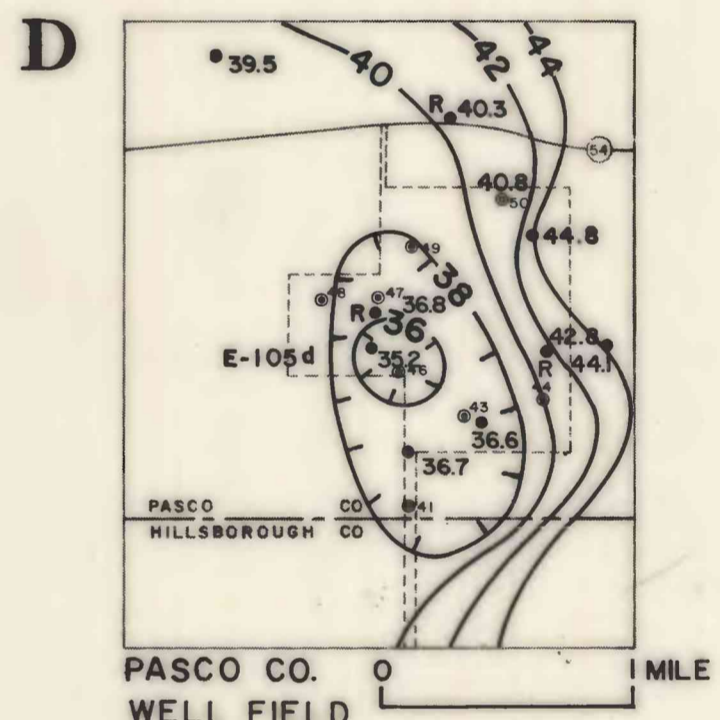 D
40
42
44
39.5
R 40.3
54
40.8
50
44.8
49
38
48
47
36.8
R
36
42.8
44.1
R
E-105d
35.2
46
44
43
36.6
36.7
PASCO CO
41
HILLSBOROUGH CO
PASCO CO.
WELL FIELD
0 1 MILE